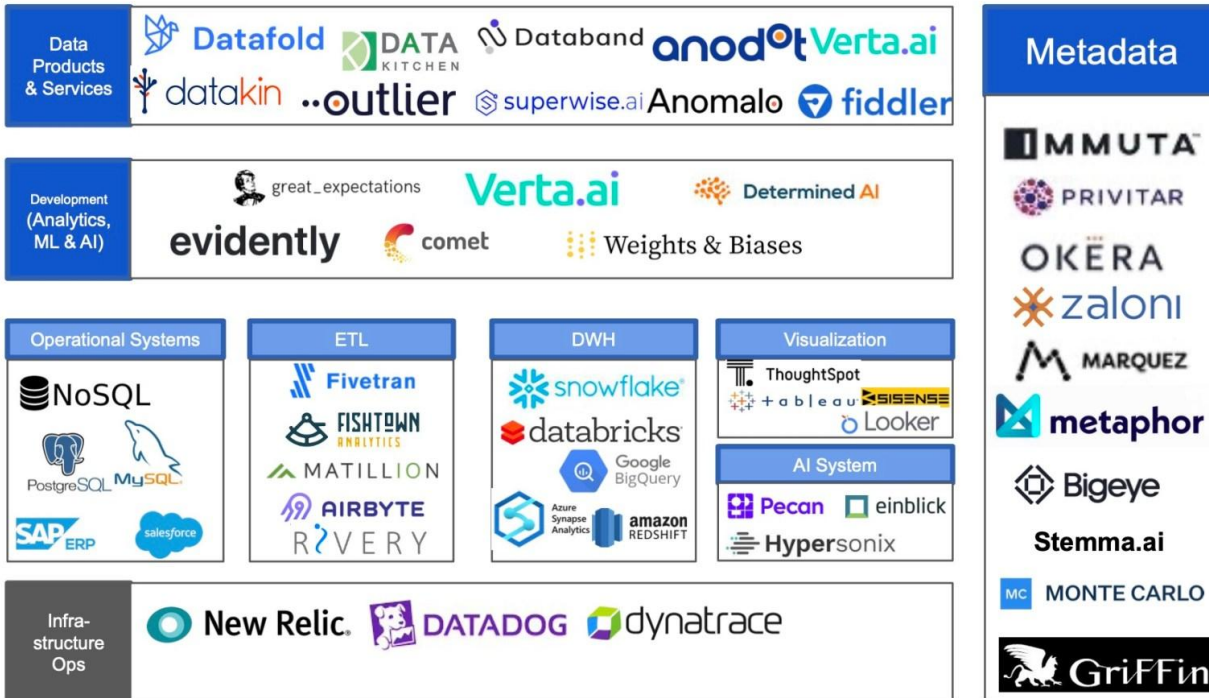 Data
Products
& Services
Datafold
DATA
KITCHEN
Databand
anodot
Verta.ai
datakin
outlier
superwise.ai
Anomalo
fiddler
Development
(Analytics,
ML & AI)
great_expectations
Verta.ai
Determined AI
evidently
comet
Weights & Biases
Operational Systems
NoSQL
PostgreSQL
MySQL
SAP ERP
salesforce
ETL
Fivetran
FISHTOWN
ANALYTICS
MATILLION
AIRBYTE
RIVERY
DWH
snowflake
databricks
Google
BigQuery
Azure
Synapse
Analytics
amazon
REDSHIFT
Visualization
ThoughtSpot
+ableau
SISENSE
Looker
AI System
Pecan
einblick
Hypersonix
Infra-
structure
Ops
New Relic.
DATADOG
dynatrace
Metadata
IMMUTA
PRIVITAR
OKËRA
zaloni
MARQUEZ
metaphor
Bigeye
Stemma.ai
MC MONTE CARLO
GriFFin